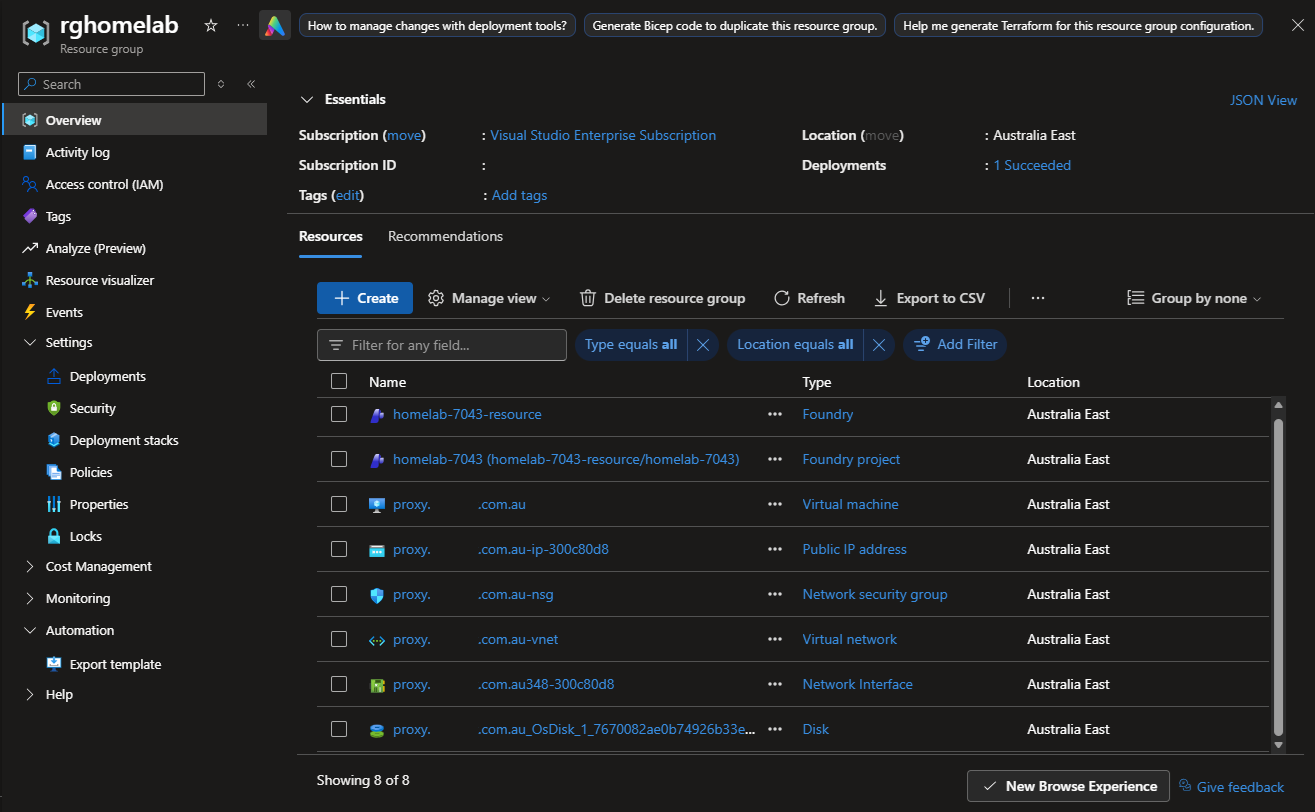 rghomelab
Resource group
How to manage changes with deployment tools?
Generate Bicep code to duplicate this resource group.
Help me generate Terraform for this resource group configuration.
Search
Overview
Activity log
Access control (IAM)
Tags
Analyze (Preview)
Resource visualizer
Events
Settings
Deployments
Security
Deployment stacks
Policies
Properties
Locks
Cost Management
Monitoring
Automation
Export template
Help
Essentials
JSON View
Subscription (move) : Visual Studio Enterprise Subscription
Location (move) : Australia East
Subscription ID :
Deployments : 1 Succeeded
Tags (edit) : Add tags
Resources Recommendations
Create Manage view Delete resource group Refresh Export to CSV ... Group by none
Filter for any field... Type equals all Location equals all Add Filter
Name Type Location
homelab-7043-resource ... Foundry Australia East
homelab-7043 (homelab-7043-resource/homelab-7043) ... Foundry project Australia East
proxy. .com.au ... Virtual machine Australia East
proxy. .com.au-ip-300c80d8 ... Public IP address Australia East
proxy. .com.au-nsg ... Network security group Australia East
proxy. .com.au-vnet ... Virtual network Australia East
proxy. .com.au348-300c80d8 ... Network Interface Australia East
proxy. .com.au_OsDisk_1_7670082ae0b74926b33e... ... Disk Australia East
Showing 8 of 8
New Browse Experience Give feedback